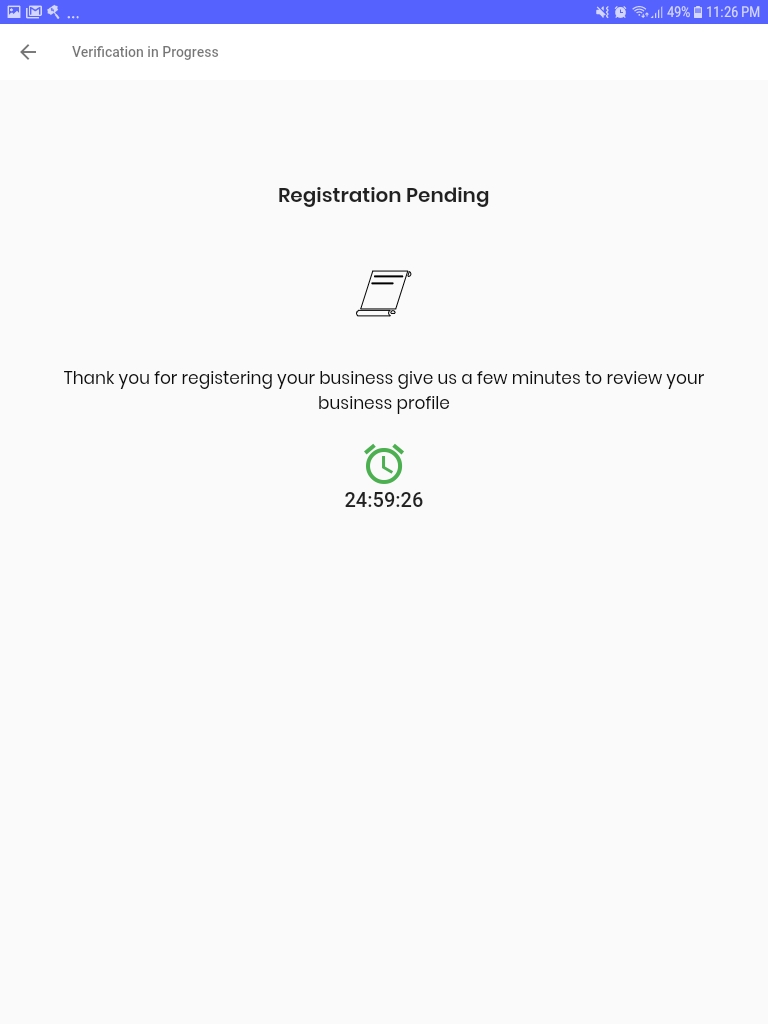 ... 49% 11:26 PM
Verification in Progress
Registration Pending
Thank you for registering your business give us a few minutes to review your
business profile
24:59:26